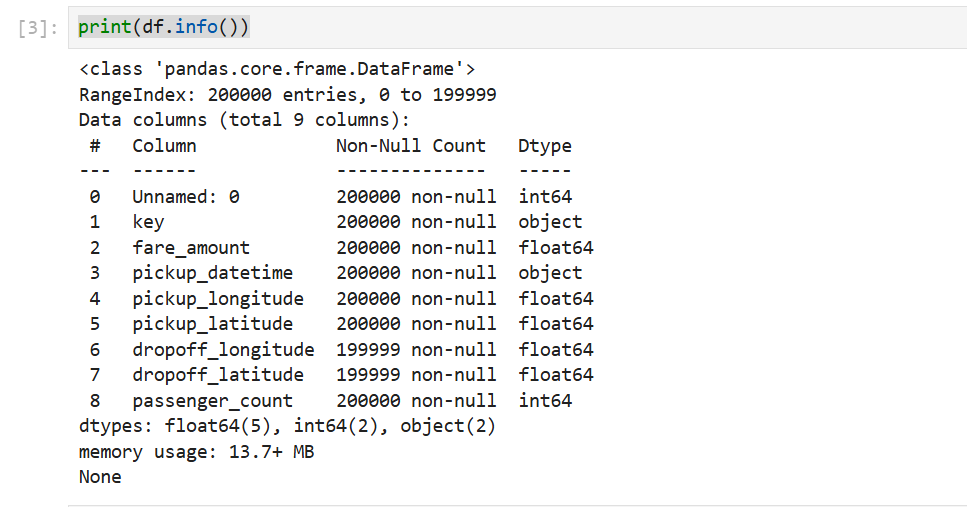 [3]: print(df.info())
<class 'pandas.core.frame.DataFrame'>
RangeIndex: 200000 entries, 0 to 199999
Data columns (total 9 columns):
 #   Column             Non-Null Count   Dtype
---  ------             --------------   -----
 0   Unnamed: 0         200000 non-null  int64
 1   key                200000 non-null  object
 2   fare_amount        200000 non-null  float64
 3   pickup_datetime    200000 non-null  object
 4   pickup_longitude   200000 non-null  float64
 5   pickup_latitude    200000 non-null  float64
 6   dropoff_longitude  199999 non-null  float64
 7   dropoff_latitude   199999 non-null  float64
 8   passenger_count    200000 non-null  int64
dtypes: float64(5), int64(2), object(2)
memory usage: 13.7+ MB
None